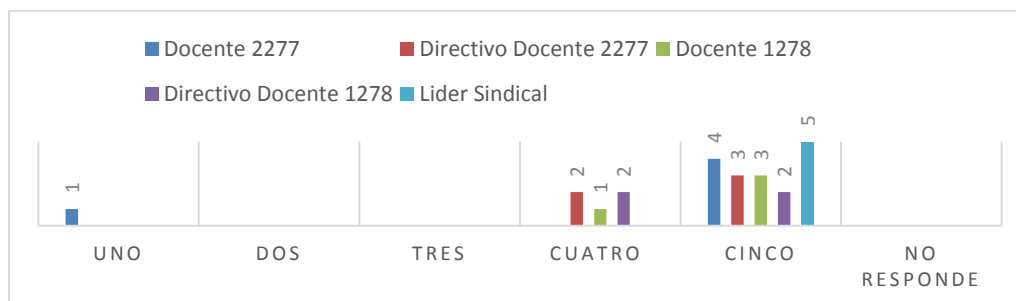 Docente 2277 Directivo Docente 2277 Docente 1278
Directivo Docente 1278 Lider Sindical
1 2 1 2 4 3 3 2 5
UNO DOS TRES CUATRO CINCO NO RESPONDE